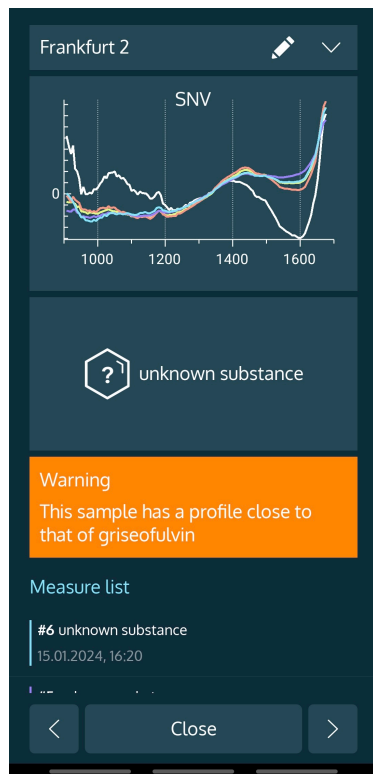 Frankfurt 2
SNV
0
1000 1200 1400 1600
? unknown substance
Warning
This sample has a profile close to
that of griseofulvin
Measure list
#6 unknown substance
15.01.2024, 16:20
< Close >